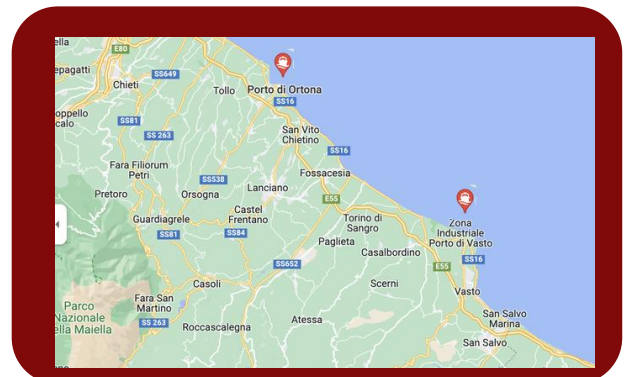 ella
E80
epagatti
SS649
Chieti
Tollo
Porto di Ortona
SS16
oppello
calo
SS81
SS 263
San Vito
Chietino
SS16
Fara Filiorum
Petri
Fossacesia
SS538
Lanciano
Pretoro
Orsogna
E55
Castel
Frentano
Guardiagrele
SS81
SS84
Torino di
Sangro
Zona
Industriale
Porto di Vasto
Paglieta
Casalbordino
SS16
SS652
E55
Casoli
Scerni
Vasto
Fara San
Martino
Parco
Nazionale
ella Maiella
SS 263
Roccascalegna
Atessa
San Salvo
Marina
San Salvo